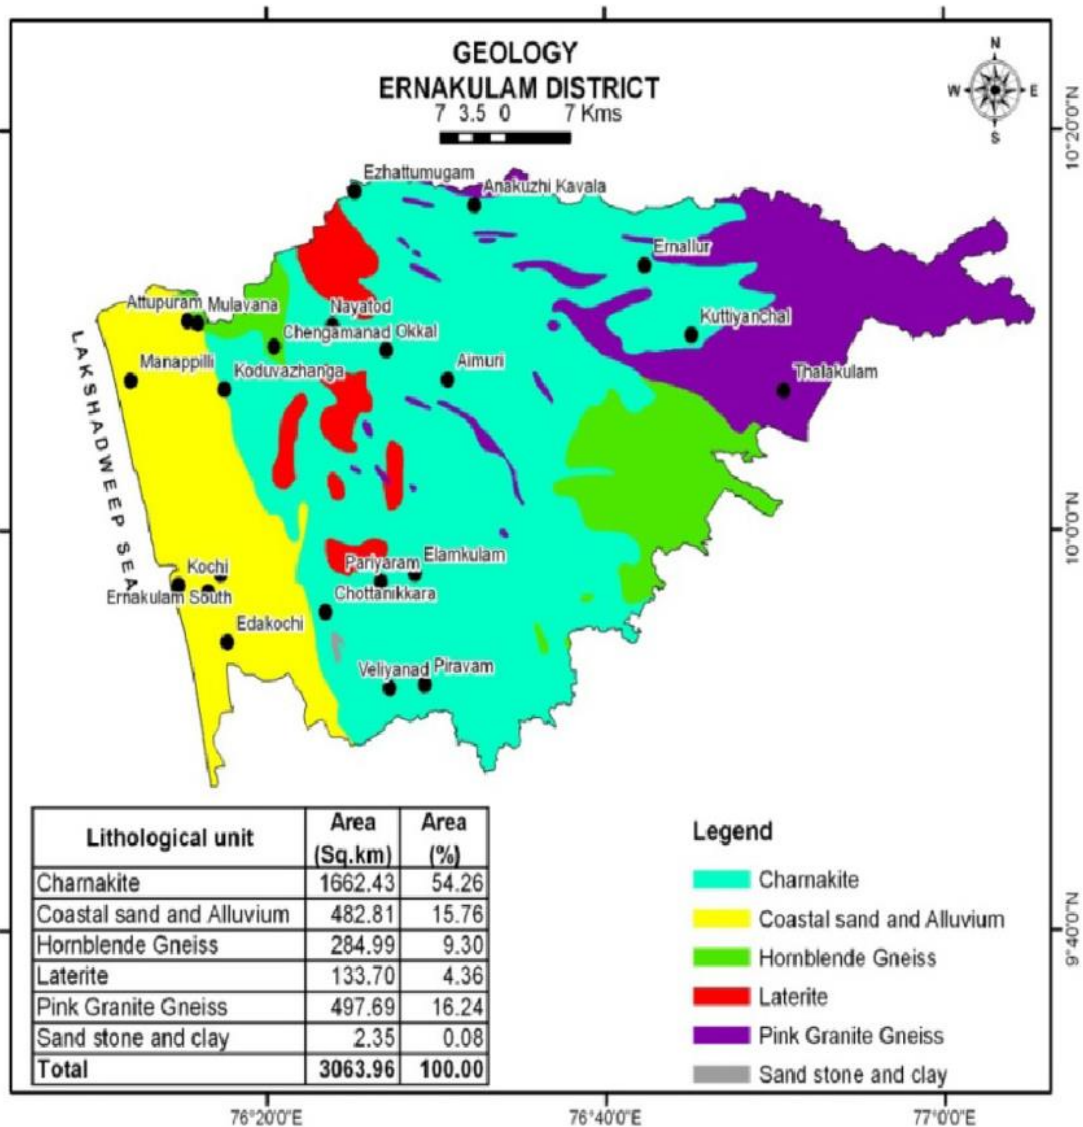 GEOLOGY
ERNAKULAM DISTRICT
7 3.5 0 7 Kms
N
W E
S
10°20'0"N
10°0'0"N
9°40'0"N
Ezhattumugam
Anakuzhi Kavala
Ernallur
Attupuram Mulavana
Nayatod
Kuttiyanchal
Chengamanad Okkal
Manappilli
Koduvazhanga
Aimuri
Thalakulam
LAKSHADWEEP SEA
Kochi
Pariyaram
Elamkulam
Ernakulam South
Chottanikkara
Edakochi
Veliyanad
Piravam
Lithological unit Area (Sq.km) Area (%)
Charnakite 1662.43 54.26
Coastal sand and Alluvium 482.81 15.76
Hornblende Gneiss 284.99 9.30
Laterite 133.70 4.36
Pink Granite Gneiss 497.69 16.24
Sand stone and clay 2.35 0.08
Total 3063.96 100.00
Legend
Charnakite
Coastal sand and Alluvium
Hornblende Gneiss
Laterite
Pink Granite Gneiss
Sand stone and clay
76°20'0"E 76°40'0"E 77°0'0"E